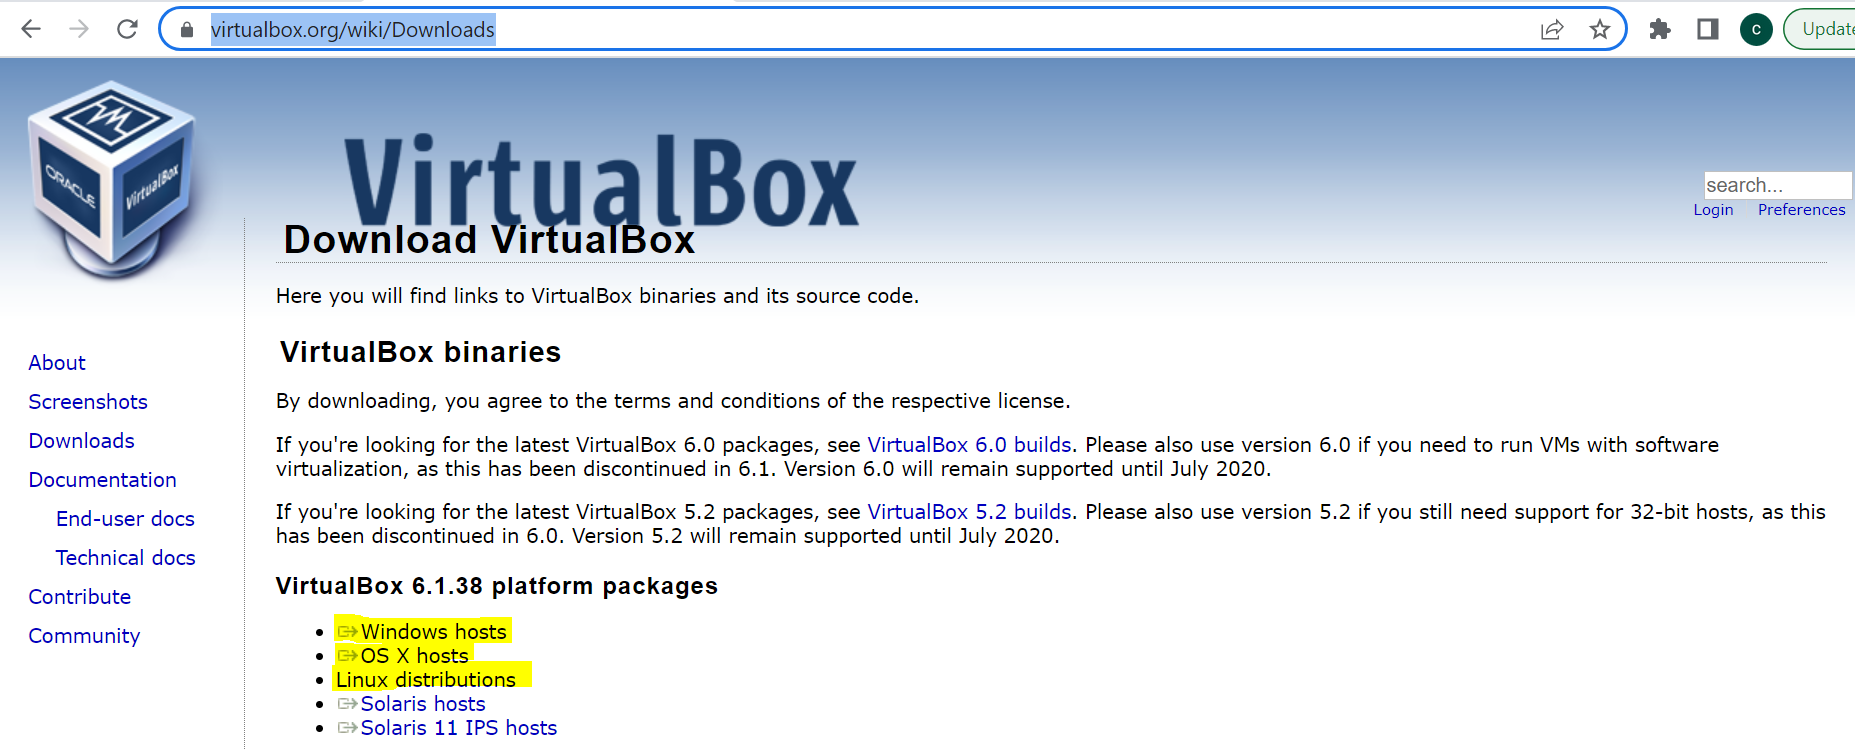 virtualbox.org/wiki/Downloads
c
Update
ORACLE
VirtualBox
VirtualBox
search...
Login Preferences
Download VirtualBox
Here you will find links to VirtualBox binaries and its source code.
VirtualBox binaries
About
Screenshots
Downloads
Documentation
End-user docs
Technical docs
Contribute
Community
By downloading, you agree to the terms and conditions of the respective license.
If you're looking for the latest VirtualBox 6.0 packages, see VirtualBox 6.0 builds. Please also use version 6.0 if you need to run VMs with software
virtualization, as this has been discontinued in 6.1. Version 6.0 will remain supported until July 2020.
If you're looking for the latest VirtualBox 5.2 packages, see VirtualBox 5.2 builds. Please also use version 5.2 if you still need support for 32-bit hosts, as this
has been discontinued in 6.0. Version 5.2 will remain supported until July 2020.
VirtualBox 6.1.38 platform packages
Windows hosts
OS X hosts
Linux distributions
Solaris hosts
Solaris 11 IPS hosts